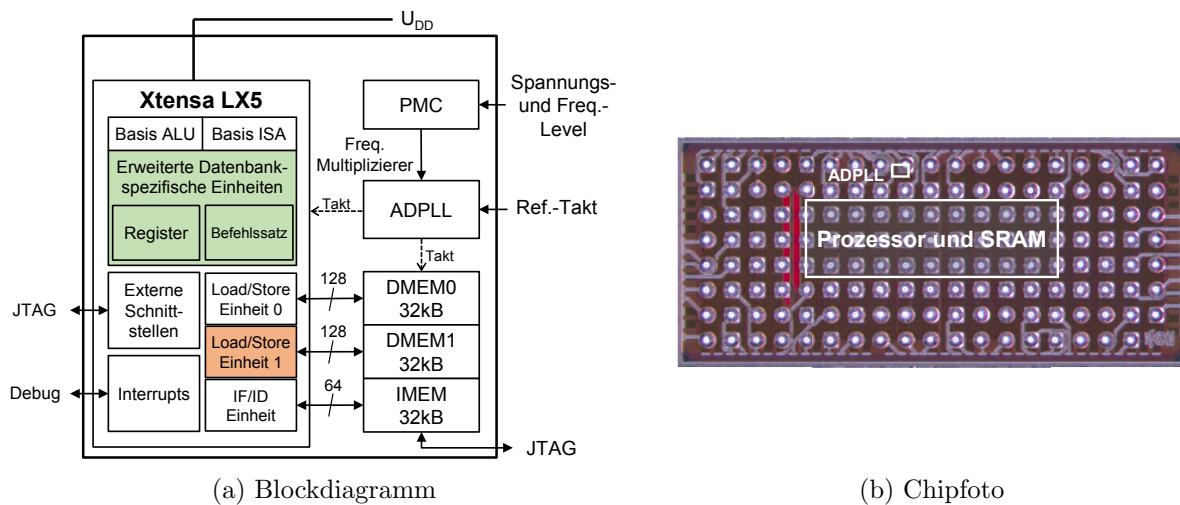 U_DD
Xtensa LX5
Basis ALU
Basis ISA
Erweiterte Datenbank-
spezifische Einheiten
Register
Befehlssatz
Externe
Schnitt-
stellen
Interrupts
Load/Store
Einheit 0
Load/Store
Einheit 1
IF/ID
Einheit
128
128
64
PMC
Freq.
Multiplizierer
ADPLL
Takt
Takt
DMEM0
32kB
DMEM1
32kB
IMEM
32kB
Spannungs-
und Freq.-
Level
Ref.-Takt
JTAG
Debug
JTAG
(a) Blockdiagramm
ADPLL
Prozessor und SRAM
(b) Chipfoto